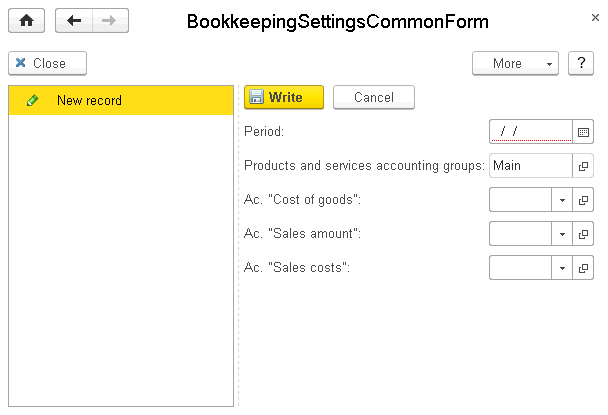 BookkeepingSettingsCommonForm
Close
More
?
New record
Write
Cancel
Period:
/ /
Products and services accounting groups:
Main
Ac. "Cost of goods":
Ac. "Sales amount":
Ac. "Sales costs":